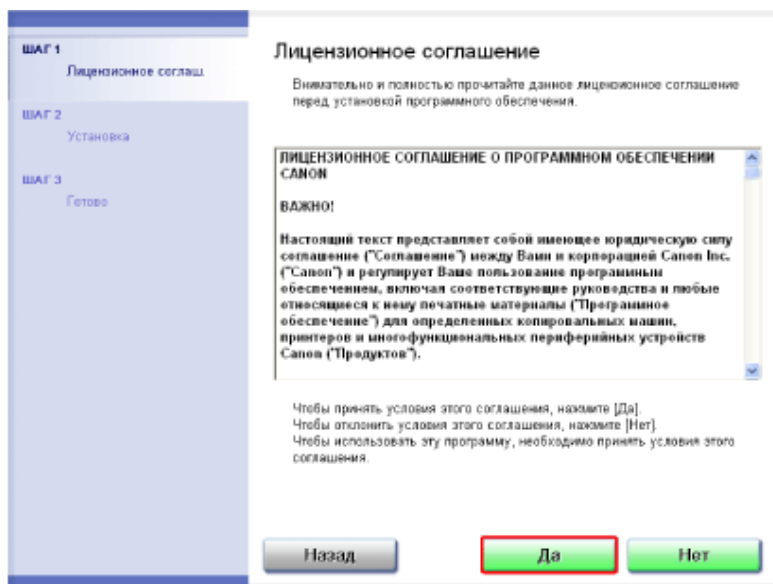 ШАГ 1
Лицензионное соглаш.
ШАГ 2
Установка
ШАГ 3
Готово
Лицензионное соглашение
Внимательно и полностью прочитайте данное лицензионное соглашение
перед установкой программного обеспечения.
ЛИЦЕНЗИОННОЕ СОГЛАШЕНИЕ О ПРОГРАММНОМ ОБЕСПЕЧЕНИИ
CANON
ВАЖНО!
Настоящий текст представляет собой имеющее юридическую силу
соглашение ("Соглашение") между Вами и корпорацией Canon Inc.
("Canon") и регулирует Ваше пользование программным
обеспечением, включая соответствующие руководства и любые
относящиеся к нему печатные материалы ("Программное
обеспечение") для определенных копировальных машин,
принтеров и многофункциональных периферийных устройств
Canon ("Продуктов").
Чтобы принять условия этого соглашения, нажмите [Да].
Чтобы отклонить условия этого соглашения, нажмите [Нет].
Чтобы использовать эту программу, необходимо принять условия этого
соглашения.
Назад
Да
Нет